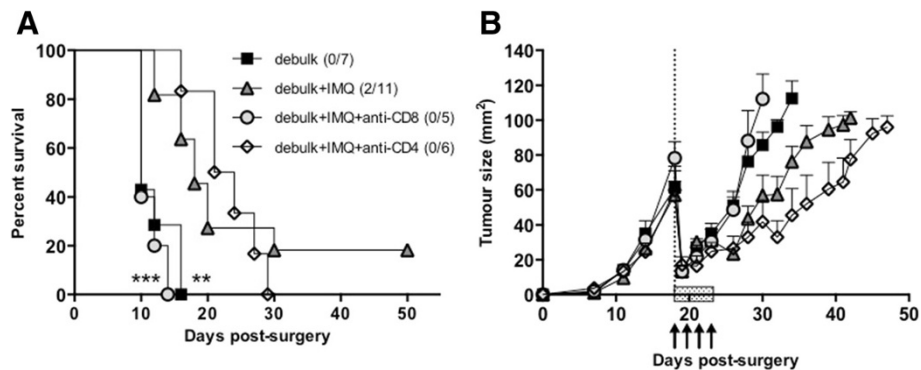 A
Percent survival
100
80
60
40
20
0
debulk (0/7)
debulk+IMQ (2/11)
debulk+IMQ+anti-CD8 (0/5)
debulk+IMQ+anti-CD4 (0/6)
*** **
0 10 20 30 40 50
Days post-surgery
B
Tumour size (mm²)
140
120
100
80
60
40
20
0
0 10 20 30 40 50
Days post-surgery